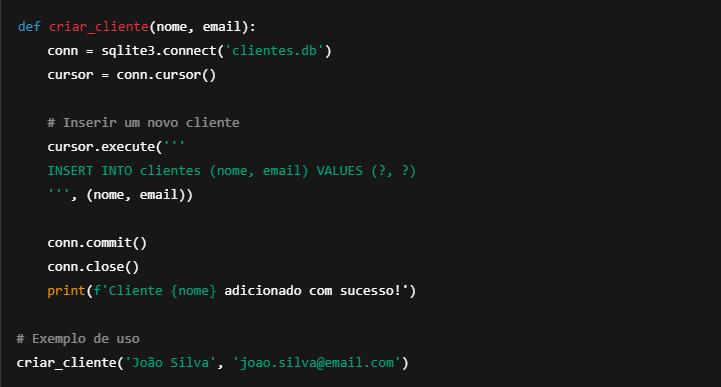 def criar_cliente(nome, email):
    conn = sqlite3.connect('clientes.db')
    cursor = conn.cursor()

    # Inserir um novo cliente
    cursor.execute('''
    INSERT INTO clientes (nome, email) VALUES (?, ?)
    ''', (nome, email))

    conn.commit()
    conn.close()
    print(f'Cliente {nome} adicionado com sucesso!')

# Exemplo de uso
criar_cliente('João Silva', 'joao.silva@email.com')